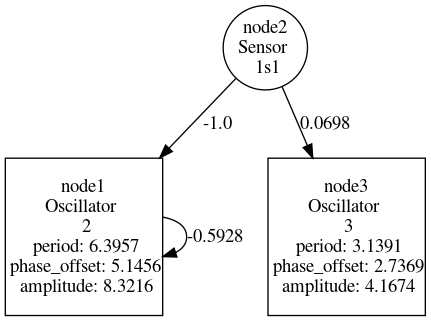 node2
Sensor
1s1
-1.0
0.0698
node1
Oscillator
2
period: 6.3957
phase_offset: 5.1456
amplitude: 8.3216
-0.5928
node3
Oscillator
3
period: 3.1391
phase_offset: 2.7369
amplitude: 4.1674